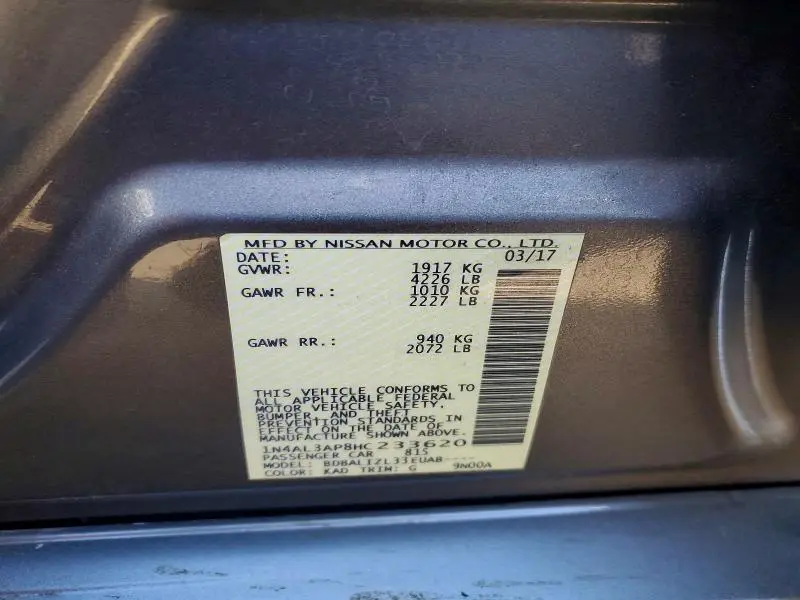 MFD BY NISSAN MOTOR CO., LTD.
DATE: 03/17
GVWR: 1917 KG
4226 LB
GAWR FR.: 1010 KG
2227 LB
GAWR RR.: 940 KG
2072 LB
THIS VEHICLE CONFORMS TO
ALL APPLICABLE FEDERAL
MOTOR VEHICLE SAFETY,
BUMPER, AND THEFT
PREVENTION STANDARDS IN
EFFECT ON THE DATE OF
MANUFACTURE SHOWN ABOVE.
1N4AL3AP8HC233620
PASSENGER CAR 815
MODEL: BDBALIZL33EUAB----
COLOR: KAD TRIM: G 9N00A